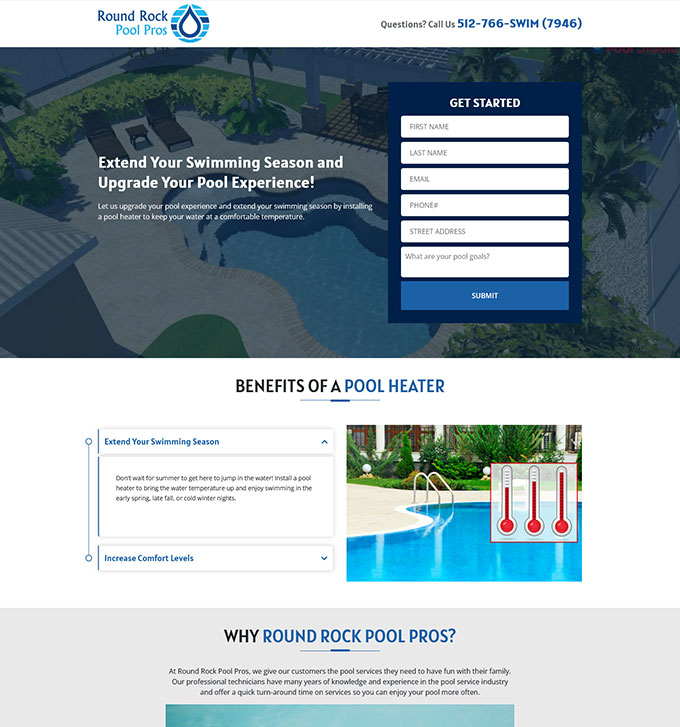 Round Rock
Pool Pros
Questions? Call Us 512-766-SWIM (7946)
Extend Your Swimming Season and
Upgrade Your Pool Experience!
Let us upgrade your pool experience and extend your swimming season by installing
a pool heater to keep your water at a comfortable temperature.
GET STARTED
FIRST NAME
LAST NAME
EMAIL
PHONE#
STREET ADDRESS
What are your pool goals?
SUBMIT
BENEFITS OF A POOL HEATER
Extend Your Swimming Season
Don't wait for summer to get here to jump in the water! Install a pool
heater to bring the water temperature up and enjoy swimming in the
early spring, late fall, or cold winter nights.
Increase Comfort Levels
WHY ROUND ROCK POOL PROS?
At Round Rock Pool Pros, we give our customers the pool services they need to have fun with their family.
Our professional technicians have many years of knowledge and experience in the pool service industry
and offer a quick turn-around time on services so you can enjoy your pool more often.